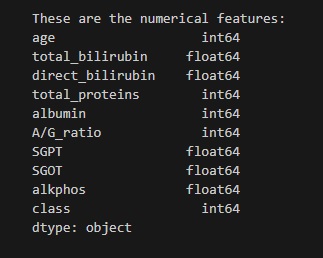 These are the numerical features:
age int64
total_bilirubin float64
direct_bilirubin float64
total_proteins int64
albumin int64
A/G_ratio int64
SGPT float64
SGOT float64
alkphos float64
class int64
dtype: object